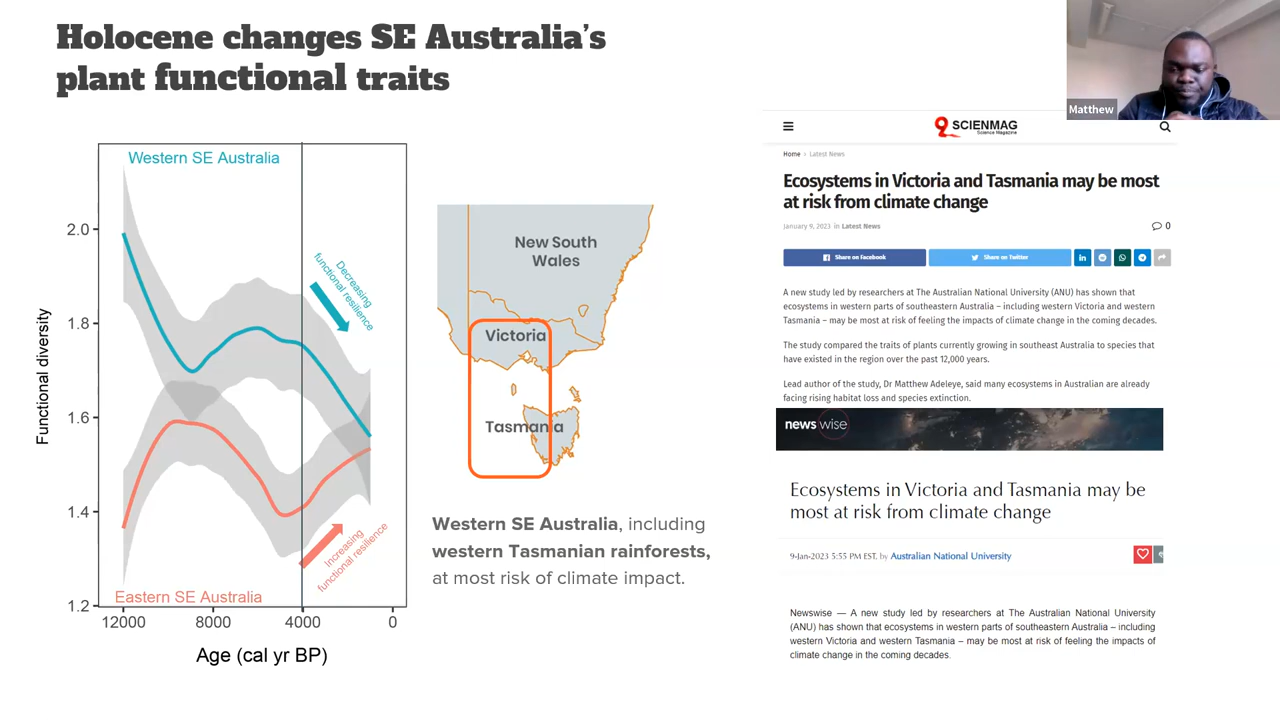 Holocene changes SE Australia's
plant functional traits
Matthew
Western SE Australia
Functional diversity
2.0
1.8
1.6
1.4
1.2
Decreasing
functional resilience
Increasing
functional resilience
Eastern SE Australia
12000
8000
4000
0
Age (cal yr BP)
New South
Wales
Victoria
Tasmania
Western SE Australia, including
western Tasmanian rainforests,
at most risk of climate impact.
SCIENMAG
Science Magazine
Home > Latest News
Ecosystems in Victoria and Tasmania may be most
at risk from climate change
January 9, 2023 in Latest News
0
Share on Facebook
Share on Twitter
A new study led by researchers at The Australian National University (ANU) has shown that
ecosystems in western parts of southeastern Australia – including western Victoria and western
Tasmania – may be most at risk of feeling the impacts of climate change in the coming decades.
The study compared the traits of plants currently growing in southeast Australia to species that
have existed in the region over the past 12,000 years.
Lead author of the study, Dr Matthew Adeleye, said many ecosystems in Australian are already
facing rising habitat loss and species extinction.
newswise
Ecosystems in Victoria and Tasmania may be
most at risk from climate change
9-Jan-2023 5:55 PM EST, by Australian National University
Newswise — A new study led by researchers at The Australian National University
(ANU) has shown that ecosystems in western parts of southeastern Australia – including
western Victoria and western Tasmania – may be most at risk of feeling the impacts of
climate change in the coming decades.